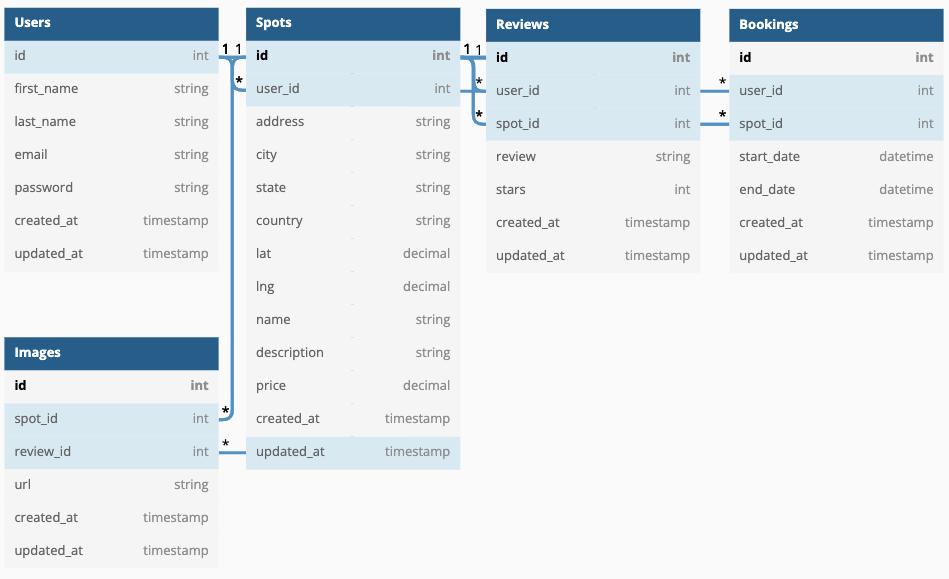 Users
id int
first_name string
last_name string
email string
password string
created_at timestamp
updated_at timestamp
1 1
*
Spots
id int
user_id int
address string
city string
state string
country string
lat decimal
lng decimal
name string
description string
price decimal
created_at timestamp
updated_at timestamp
1 1
*
*
Reviews
id int
user_id int
spot_id int
review string
stars int
created_at timestamp
updated_at timestamp
*
*
Bookings
id int
user_id int
spot_id int
start_date datetime
end_date datetime
created_at timestamp
updated_at timestamp
Images
id int
spot_id int
review_id int
url string
created_at timestamp
updated_at timestamp
*
*